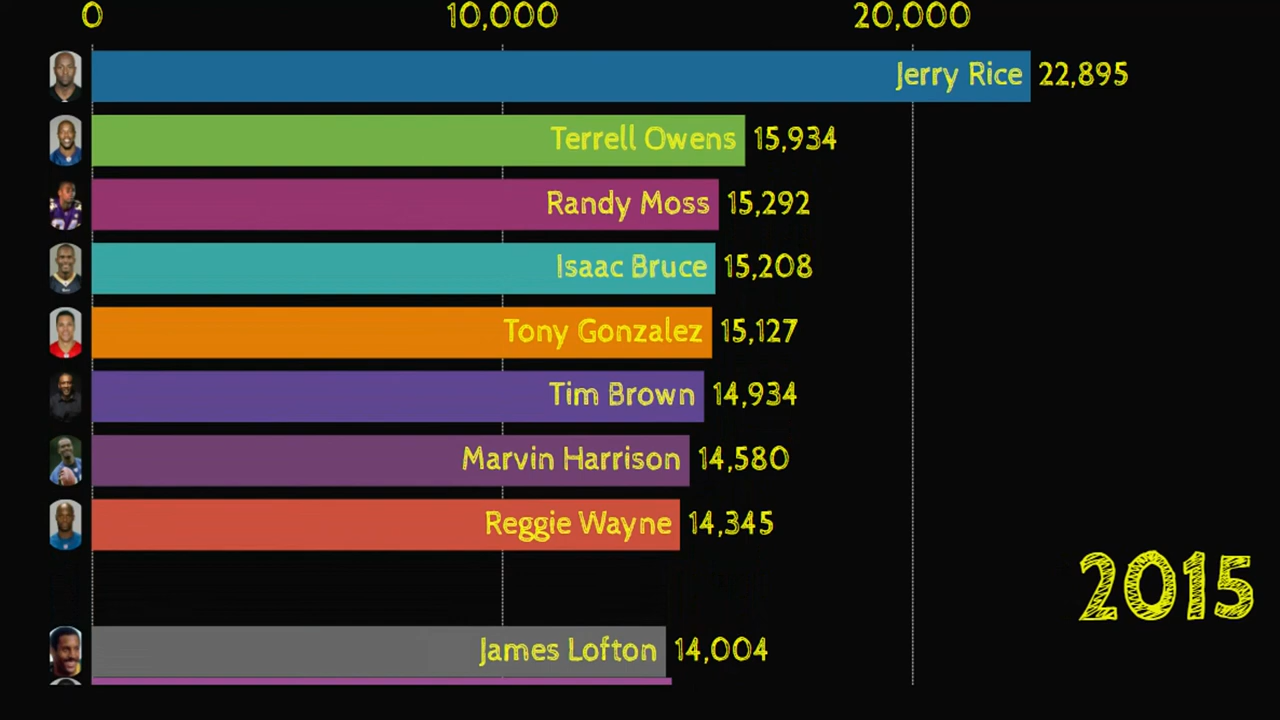 0 10,000 20,000
Jerry Rice 22,895
Terrell Owens 15,934
Randy Moss 15,292
Isaac Bruce 15,208
Tony Gonzalez 15,127
Tim Brown 14,934
Marvin Harrison 14,580
Reggie Wayne 14,345
2015
James Lofton 14,004